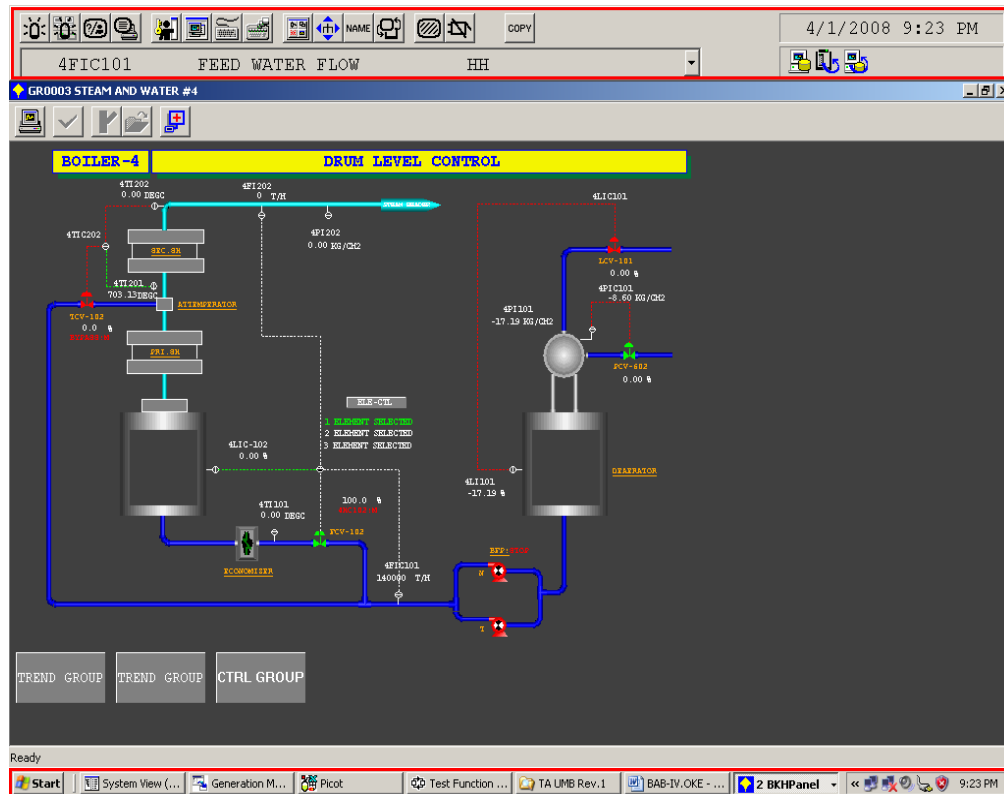 NAME
COPY
4/1/2008 9:23 PM
4FIC101 FEED WATER FLOW HH
GR0003 STEAM AND WATER #4
BOILER-4
DRUM LEVEL CONTROL
4TI202
0.00 DEGC
4FI202
0 T/H
4PI202
0.00 KG/CM2
4LIC101
4TIC202
SEC.SH
4TI201
703.13DEGC
ATTEMPERATOR
TCV-102
0.0 %
PRI.SH
LCV-101
0.00 %
4PIC101
-8.60 KG/CM2
4PI101
-17.19 KG/CM2
PCV-602
0.00 %
ELE-CTL
1 ELEMENT SELECTED
2 ELEMENT SELECTED
3 ELEMENT SELECTED
4LIC-102
0.00 %
4LI101
-17.19 %
DEAERATOR
4TI101
0.00 DEGC
100.0 %
FCV-102
ECONOMIZER
4FIC101
140000 T/H
BFP:
N
T
TREND GROUP
TREND GROUP
CTRL GROUP
Ready
Start
System View (...
Generation M...
Picot
Test Function ...
TA UMB Rev.1
BAB-IV.OKE - ...
2 BKHPanel
9:23 PM